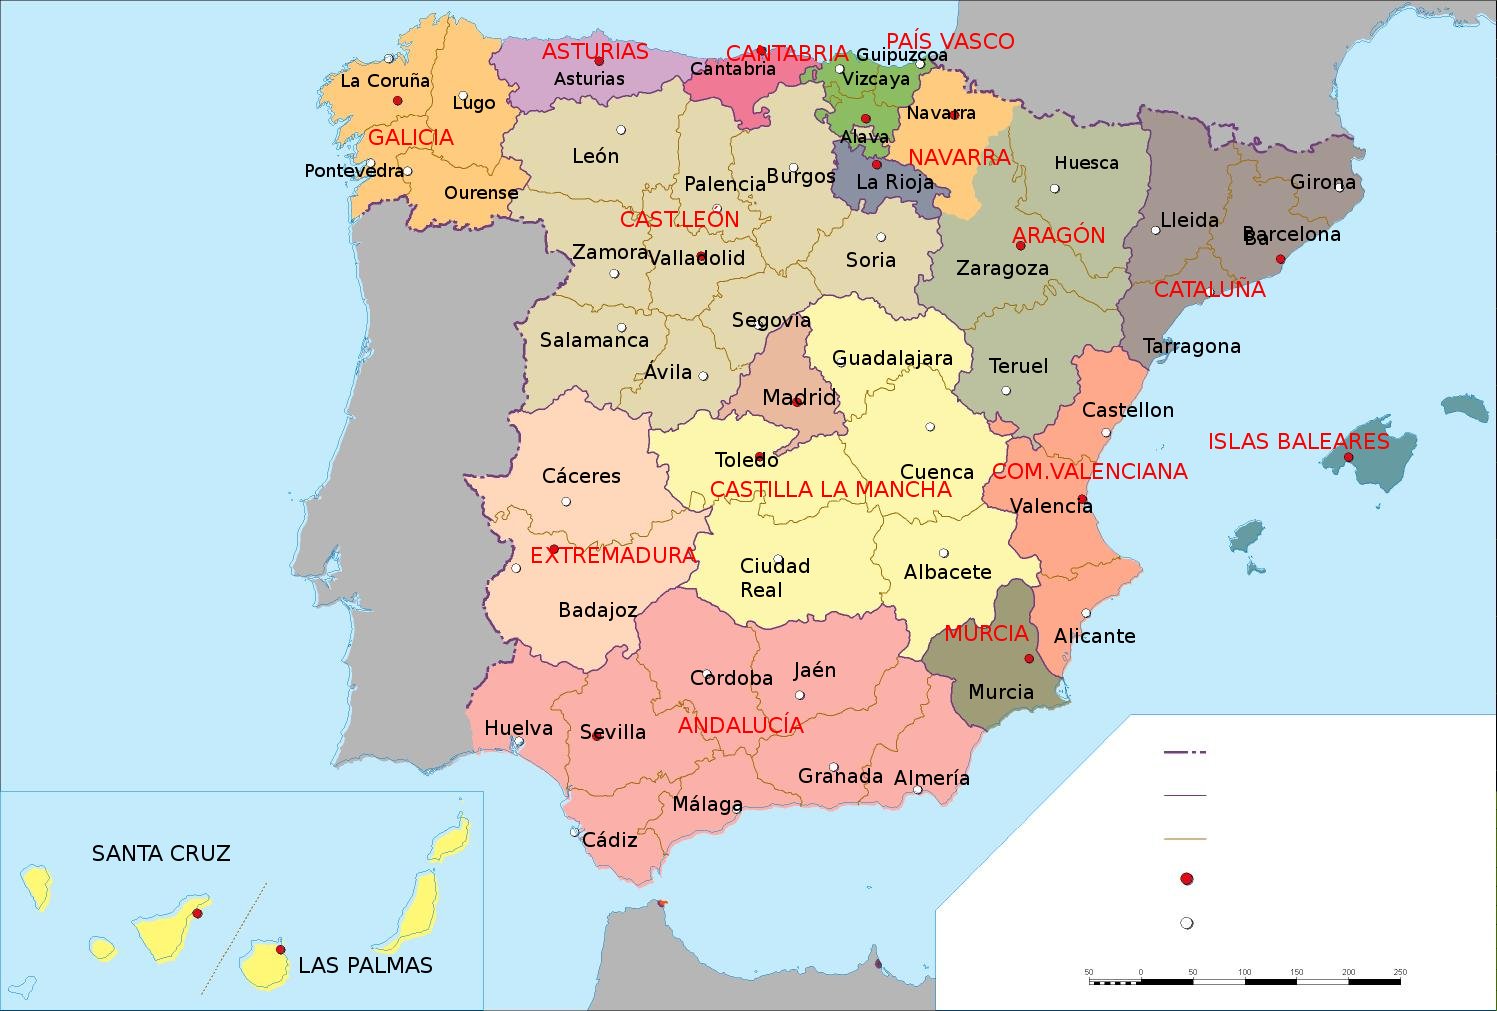 ASTURIAS
CANTABRIA
PAÍS VASCO
Guipuzcoa
Cantabria
Asturias
Vizcaya
La Coruña
Lugo
Navarra
GALICIA
Alava
NAVARRA
León
Huesca
Pontevedra
Ourense
Palencia
Burgos
La Rioja
Girona
CAST.LEÓN
Lleida
ARAGÓN
Barcelona
Ba
Zamora
Valladolid
Soria
Zaragoza
CATALUÑA
Segovia
Salamanca
Guadalajara
Tarragona
Ávila
Teruel
Madrid
Castellon
ISLAS BALEARES
Toledo
Cáceres
Cuenca
COM.VALENCIANA
CASTILLA LA MANCHA
Valencia
EXTREMADURA
Ciudad
Real
Albacete
Badajoz
MURCIA
Alicante
Jaén
Cordoba
Murcia
Huelva
Sevilla
ANDALUCÍA
Granada
Almería
Málaga
Cádiz
SANTA CRUZ
LAS PALMAS
50 0 50 100 150 200 250